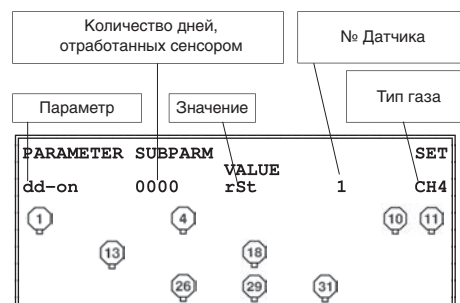 Количество дней,
отработанных сенсором
№ Датчика
Параметр
Значение
Тип газа
PARAMETER SUBPARM SET
VALUE
dd-on 0000 rSt 1 CH4
1 4 10 11
13 18
26 29 31